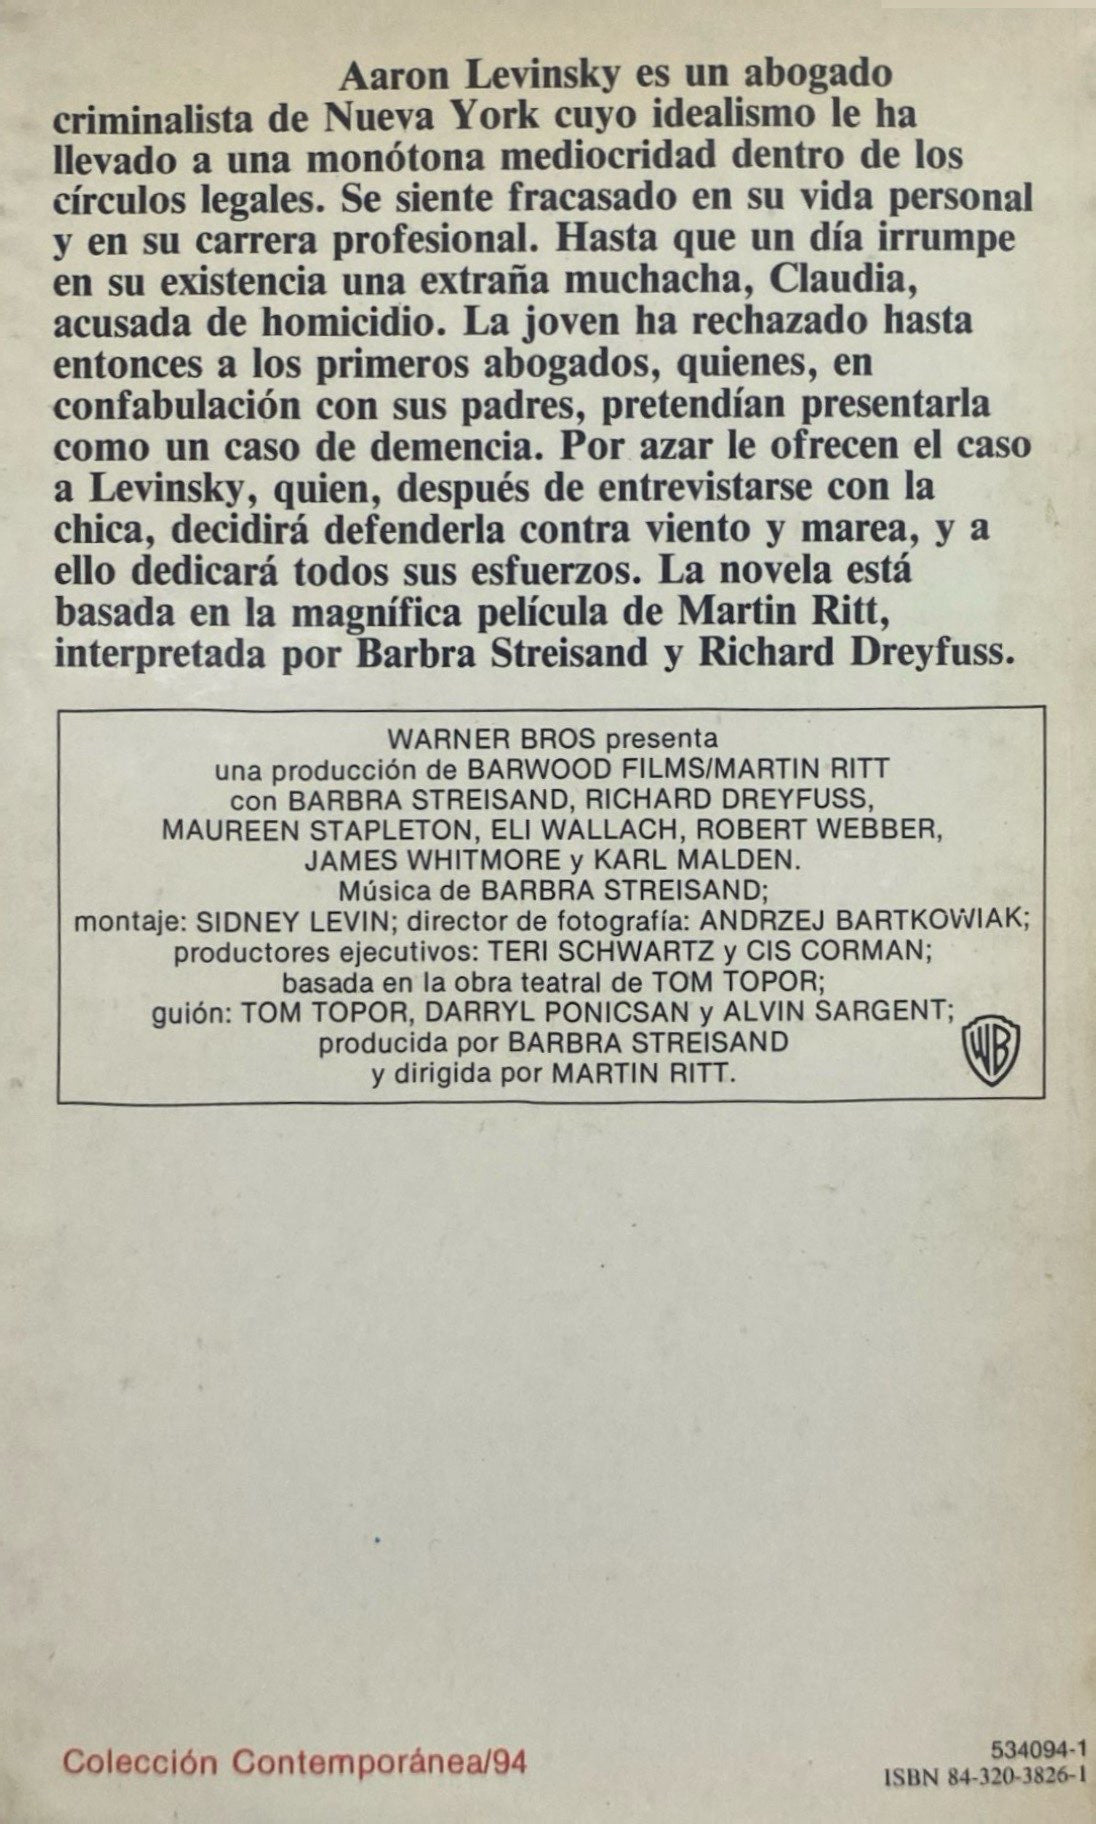 Aaron Levinsky es un abogado
criminalista de Nueva York cuyo idealismo le ha
llevado a una monótona mediocridad dentro de los
círculos legales. Se siente fracasado en su vida personal
y en su carrera profesional. Hasta que un día irrumpe
en su existencia una extraña muchacha, Claudia,
acusada de homicidio. La joven ha rechazado hasta
entonces a los primeros abogados, quienes, en
confabulación con sus padres, pretendían presentarla
como un caso de demencia. Por azar le ofrecen el caso
a Levinsky, quien, después de entrevistarse con la
chica, decidirá defenderla contra viento y marea, y a
ello dedicará todos sus esfuerzos. La novela está
basada en la magnífica película de Martin Ritt,
interpretada por Barbra Streisand y Richard Dreyfuss.
WARNER BROS presenta
una producción de BARWOOD FILMS/MARTIN RITT
con BARBRA STREISAND, RICHARD DREYFUSS,
MAUREEN STAPLETON, ELI WALLACH, ROBERT WEBBER,
JAMES WHITMORE y KARL MALDEN.
Música de BARBRA STREISAND;
montaje: SIDNEY LEVIN; director de fotografía: ANDRZEJ BARTKOWIAK;
productores ejecutivos: TERI SCHWARTZ y CIS CORMAN;
basada en la obra teatral de TOM TOPOR;
guión: TOM TOPOR, DARRYL PONICSAN y ALVIN SARGENT;
producida por BARBRA STREISAND
y dirigida por MARTIN RITT.
WB
Colección Contemporánea/94
534094-1
ISBN 84-320-3826-1